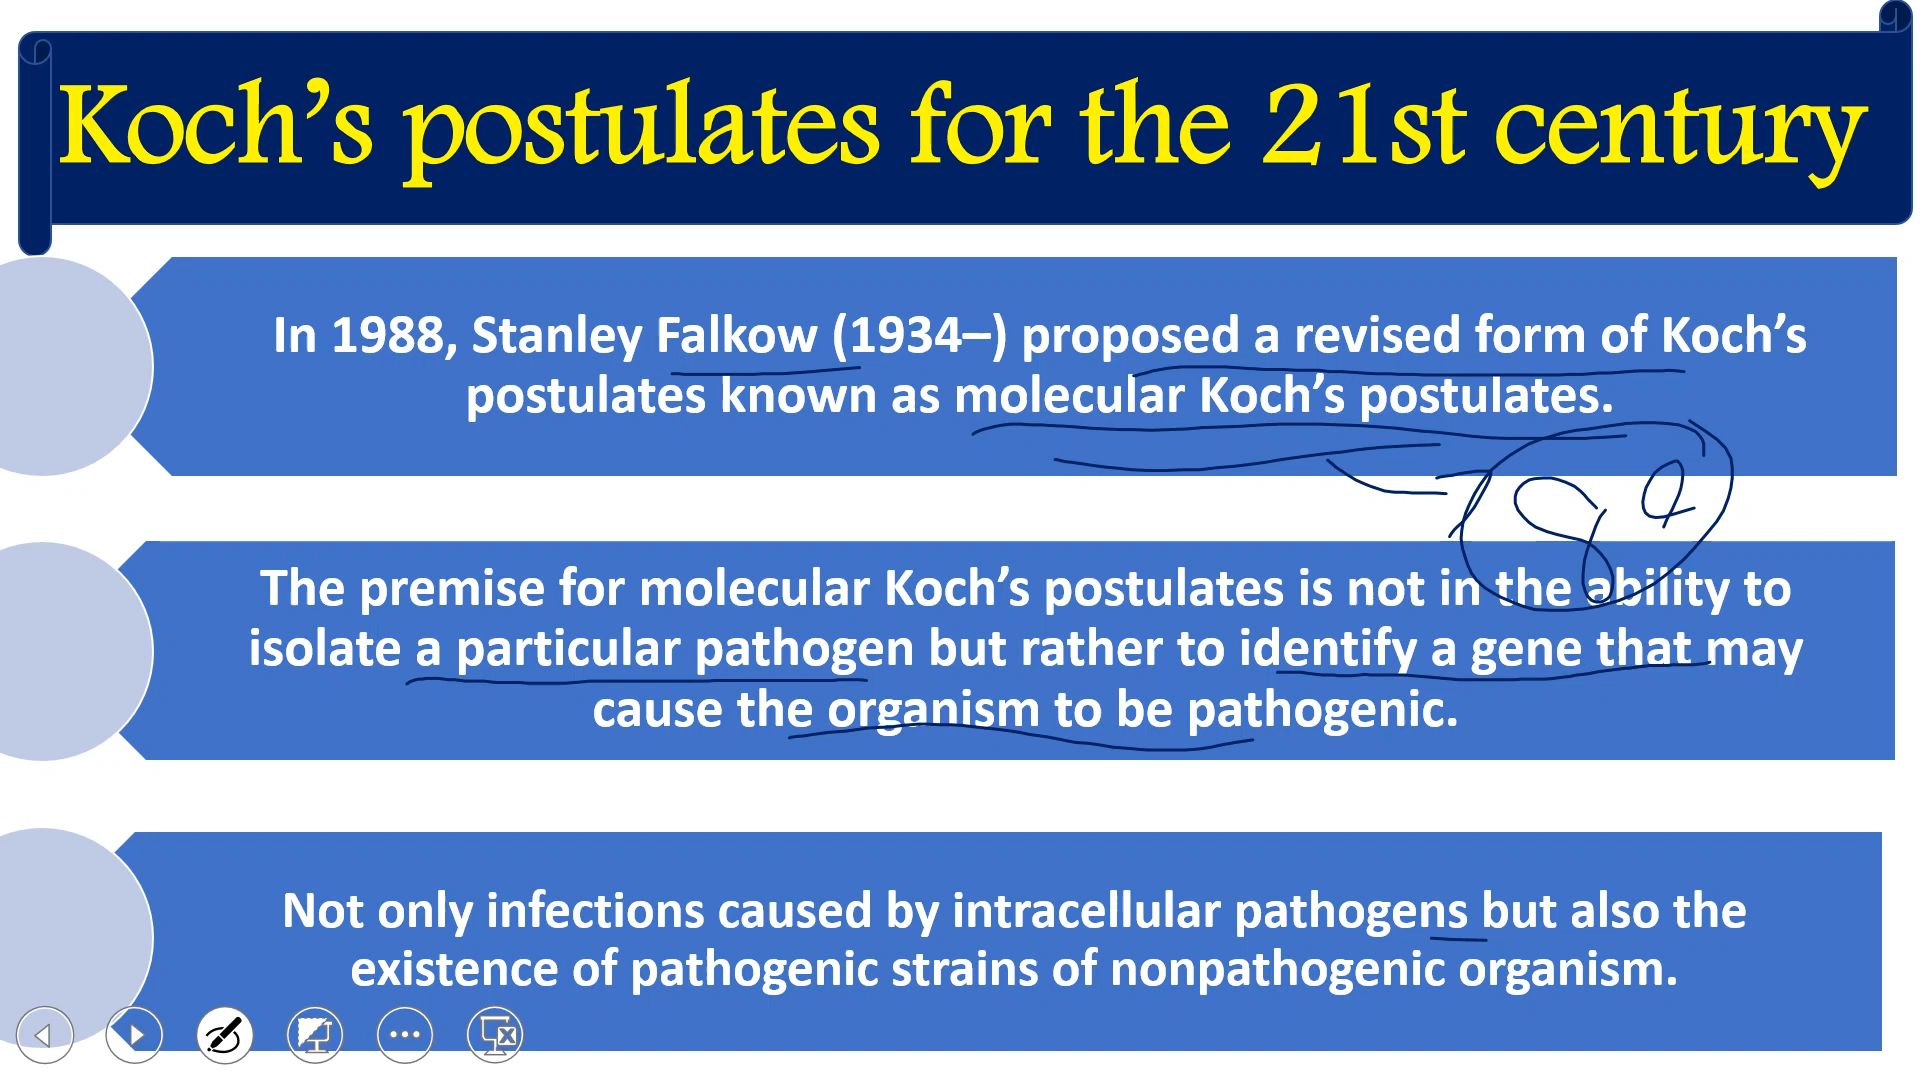 Koch’s postulates for the 21st century
In 1988, Stanley Falkow (1934–) proposed a revised form of Koch’s
postulates known as molecular Koch’s postulates.
The premise for molecular Koch’s postulates is not in the ability to
isolate a particular pathogen but rather to identify a gene that may
cause the organism to be pathogenic.
Not only infections caused by intracellular pathogens but also the
existence of pathogenic strains of nonpathogenic organism.